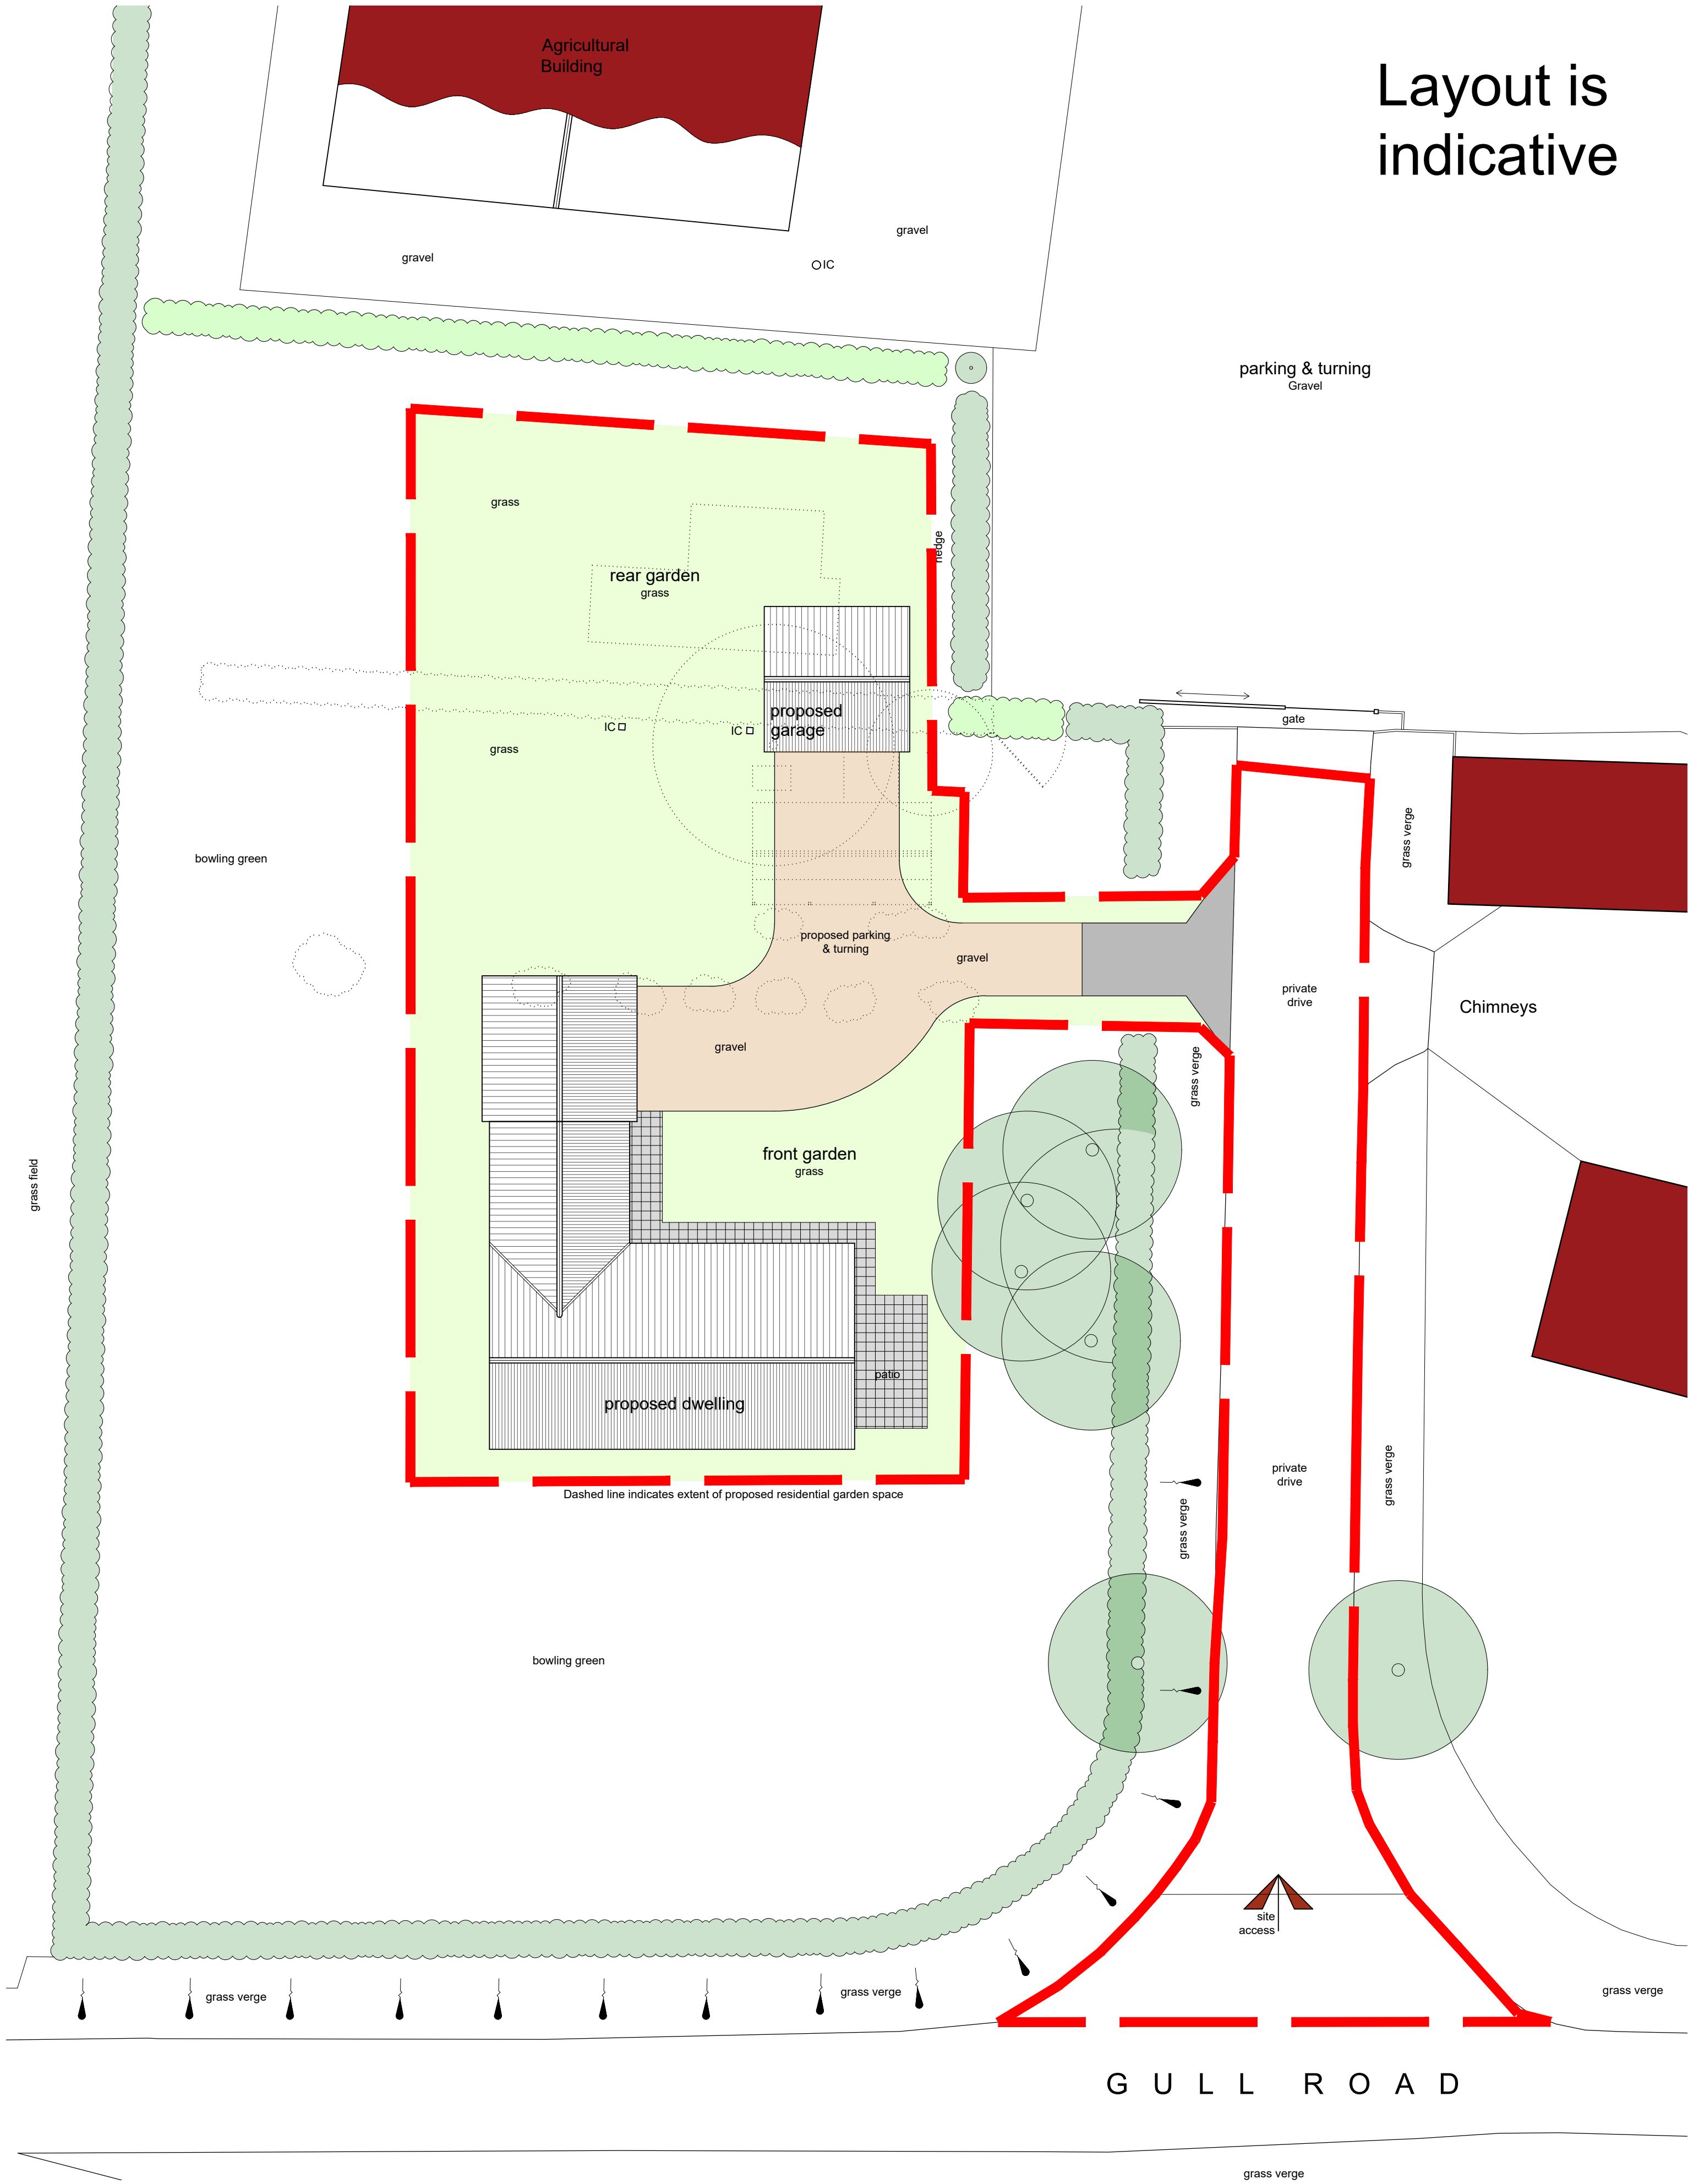 Agricultural
Building
Layout is
indicative
gravel
gravel
IC
parking & turning
Gravel
grass
hedge
rear garden
grass
proposed
garage
gate
IC
IC
grass
grass verge
bowling green
proposed parking
& turning
gravel
private
drive
Chimneys
gravel
grass verge
front garden
grass
grass field
patio
proposed dwelling
private
drive
grass verge
Dashed line indicates extent of proposed residential garden space
grass verge
bowling green
site
access
grass verge
grass verge
grass verge
GULL ROAD
grass verge